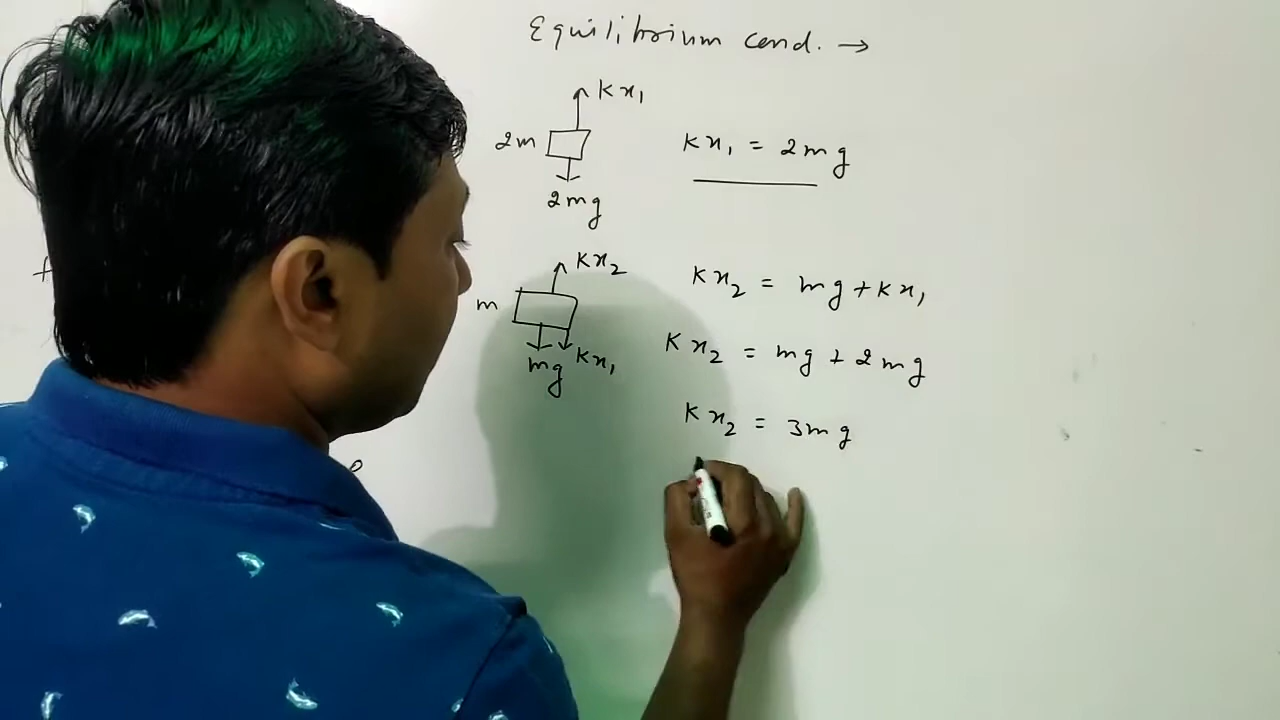 Equilibrium cond. →
Kx₁
2m
2mg
Kx₁ = 2mg
Kx₂
m
mg
Kx₁
Kx₂ = mg + Kx₁
Kx₂ = mg + 2mg
Kx₂ = 3mg